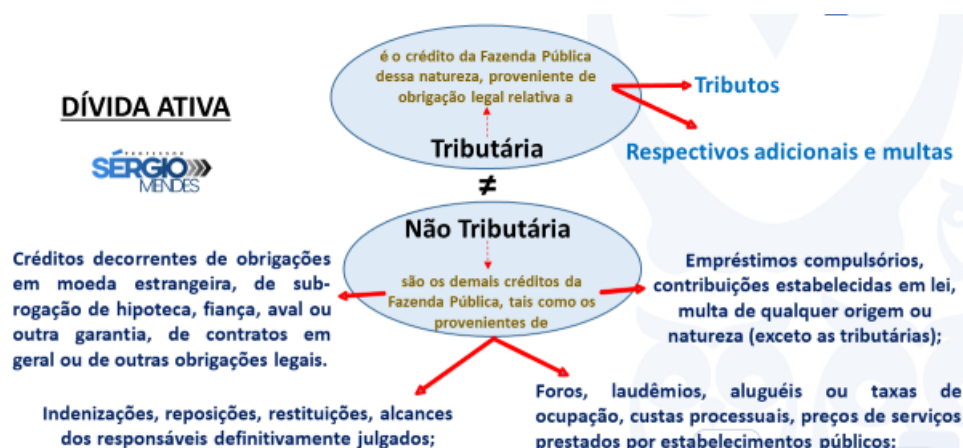 DÍVIDA ATIVA
PROFESSOR
SÉRGIO
MENDES
é o crédito da Fazenda Pública
dessa natureza, proveniente de
obrigação legal relativa a
Tributária
Tributos
Respectivos adicionais e multas
≠
Não Tributária
são os demais créditos da
Fazenda Pública, tais como os
provenientes de
Créditos decorrentes de obrigações
em moeda estrangeira, de sub-
rogação de hipoteca, fiança, aval ou
outra garantia, de contratos em
geral ou de outras obrigações legais.
Empréstimos compulsórios,
contribuições estabelecidas em lei,
multa de qualquer origem ou
natureza (exceto as tributárias);
Indenizações, reposições, restituições, alcances
dos responsáveis definitivamente julgados;
Foros, laudêmios, aluguéis ou taxas de
ocupação, custas processuais, preços de serviços
prestados por estabelecimentos públicos;